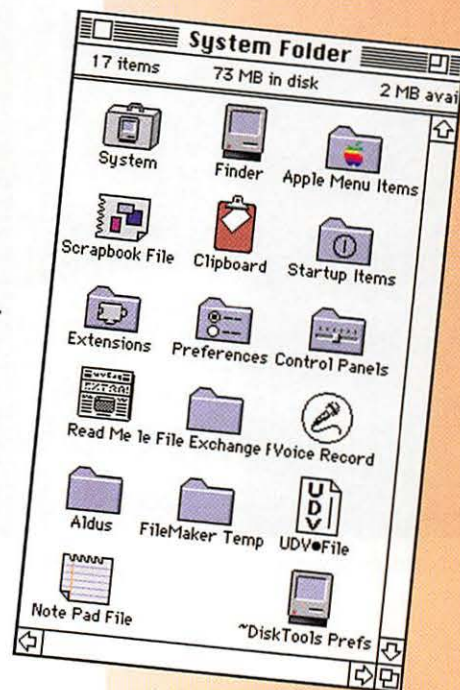 System Folder
17 items 73 MB in disk 2 MB avai
System Finder Apple Menu Items
Scrapbook File Clipboard Startup Items
Extensions Preferences Control Panels
EXTRA!
Read Me le File Exchange F Voice Record
UDV
Aldus FileMaker Temp UDV•File
Note Pad File ~DiskTools Prefs